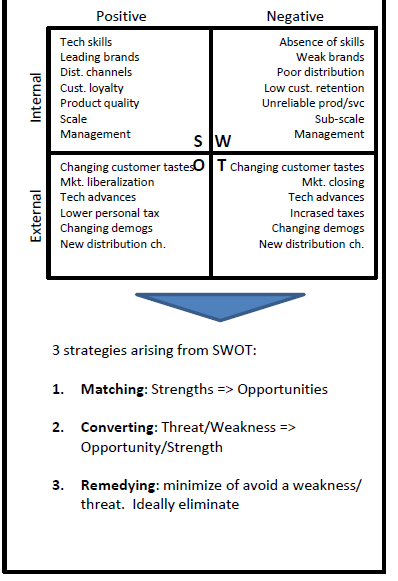 Positive
Negative
Internal
Tech skills
Leading brands
Dist. channels
Cust. loyalty
Product quality
Scale
Management
S
Absence of skills
Weak brands
Poor distribution
Low cust. retention
Unreliable prod/svc
Sub-scale
Management
W
External
Changing customer tastes
Mkt. liberalization
Tech advances
Lower personal tax
Changing demogs
New distribution ch.
O
T
Changing customer tastes
Mkt. closing
Tech advances
Incrased taxes
Changing demogs
New distribution ch.
3 strategies arising from SWOT:
1. Matching: Strengths => Opportunities
2. Converting: Threat/Weakness =>
Opportunity/Strength
3. Remedying: minimize of avoid a weakness/
threat. Ideally eliminate